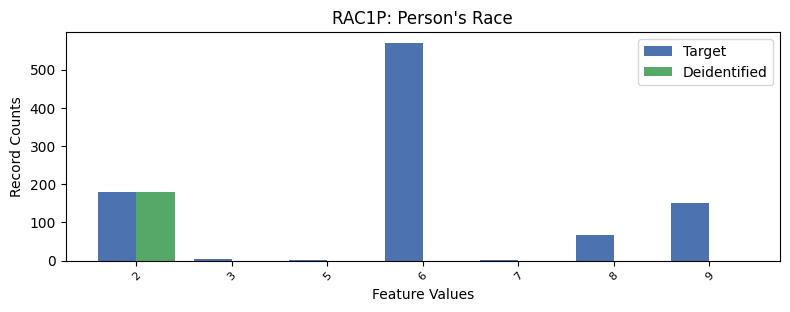 RAC1P: Person's Race
Target
Deidentified
Record Counts
500
400
300
200
100
0
2 3 5 6 7 8 9
Feature Values